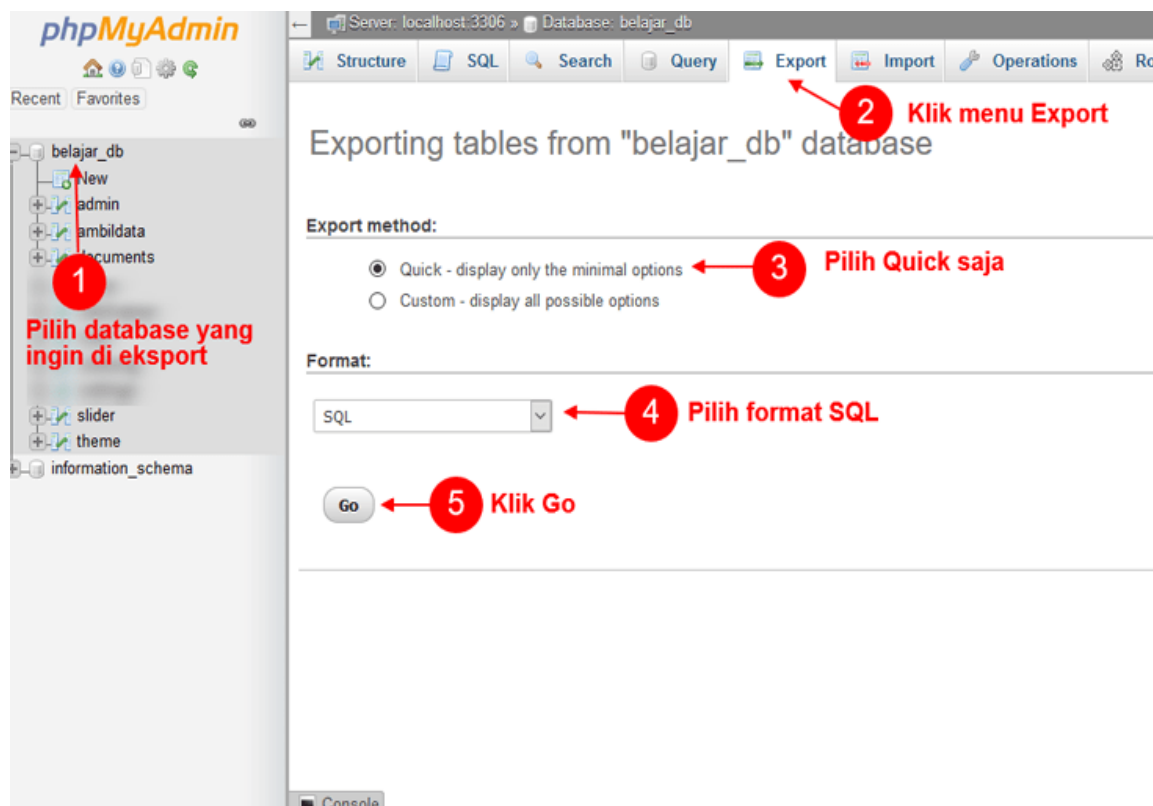 phpMyAdmin
Recent Favorites
belajar_db
New
admin
ambildata
documents
1
Pilih database yang
ingin di eksport
slider
theme
information_schema
Server: localhost:3306 » Database: belajar_db
Structure SQL Search Query Export Import Operations Ro
2 Klik menu Export
Exporting tables from "belajar_db" database
Export method:
Quick - display only the minimal options
3 Pilih Quick saja
Custom - display all possible options
Format:
SQL
4 Pilih format SQL
Go
5 Klik Go
Console